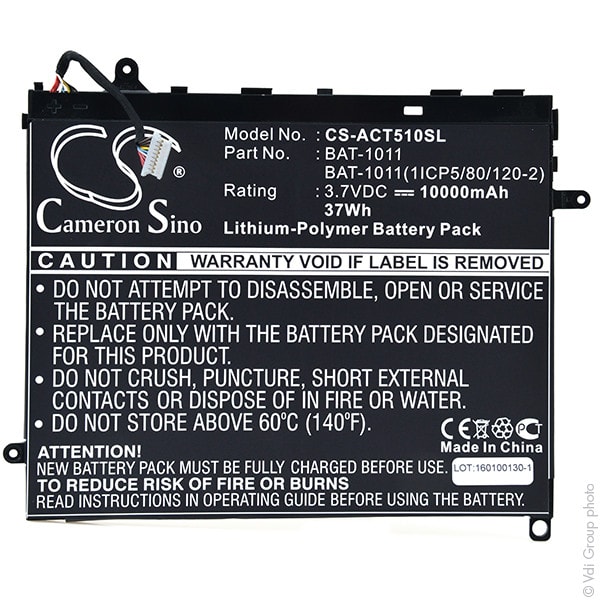 Cameron Sino
Model No. : CS-ACT510SL
Part No. : BAT-1011
BAT-1011(1ICP5/80/120-2)
Rating : 3.7VDC ⎓ 10000mAh
37Wh
Lithium-Polymer Battery Pack
CAUTION WARRANTY VOID IF LABEL IS REMOVED
• DO NOT ATTEMPT TO DISASSEMBLE, OPEN OR SERVICE
THE BATTERY PACK
• REPLACE ONLY WITH THE BATTERY PACK DESIGNATED
FOR THIS PRODUCT
• DO NOT CRUSH, PUNCTURE, SHORT EXTERNAL
CONTACTS OR DISPOSE OF IN FIRE OR WATER
• DO NOT STORE ABOVE 60ºC (140ºF)
CE
Made In China
ATTENTION!
NEW BATTERY PACK MUST BE FULLY CHARGED BEFORE USE
TO REDUCE RISK OF FIRE OR BURNS
READ INSTRUCTIONS IN OPERATING GUIDE BEFORE USE
LOT:160100130-1
© Vdi Group photo